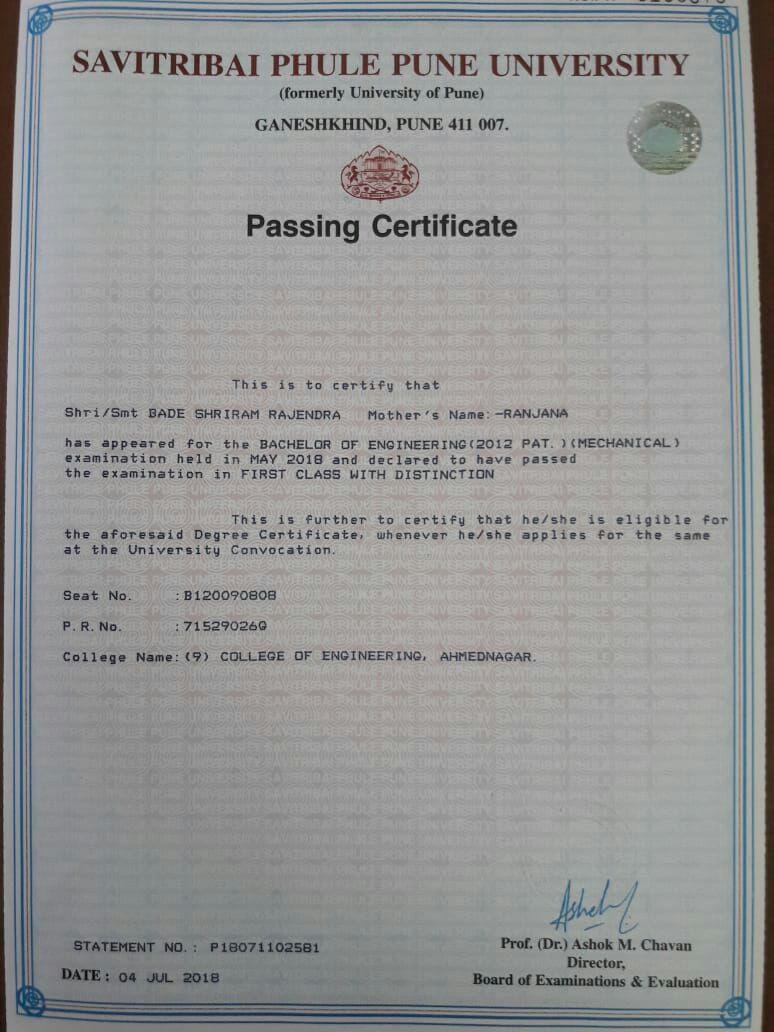 SAVITRIBAI PHULE PUNE UNIVERSITY
(formerly University of Pune)
GANESHKHIND, PUNE 411 007.
Passing Certificate
This is to certify that
Shri/Smt BADE SHRIRAM RAJENDRA Mother's Name:-RANJANA
has appeared for the BACHELOR OF ENGINEERING(2012 PAT.)(MECHANICAL)
examination held in MAY 2018 and declared to have passed
the examination in FIRST CLASS WITH DISTINCTION
This is further to certify that he/she is eligible for
the aforesaid Degree Certificate, whenever he/she applies for the same
at the University Convocation.
Seat No. :B120090808
P.R.No. :71529026G
College Name:(9) COLLEGE OF ENGINEERING, AHMEDNAGAR.
Ashok
STATEMENT NO.: P18071102581
Prof. (Dr.) Ashok M. Chavan
Director,
DATE : 04 JUL 2018
Board of Examinations & Evaluation